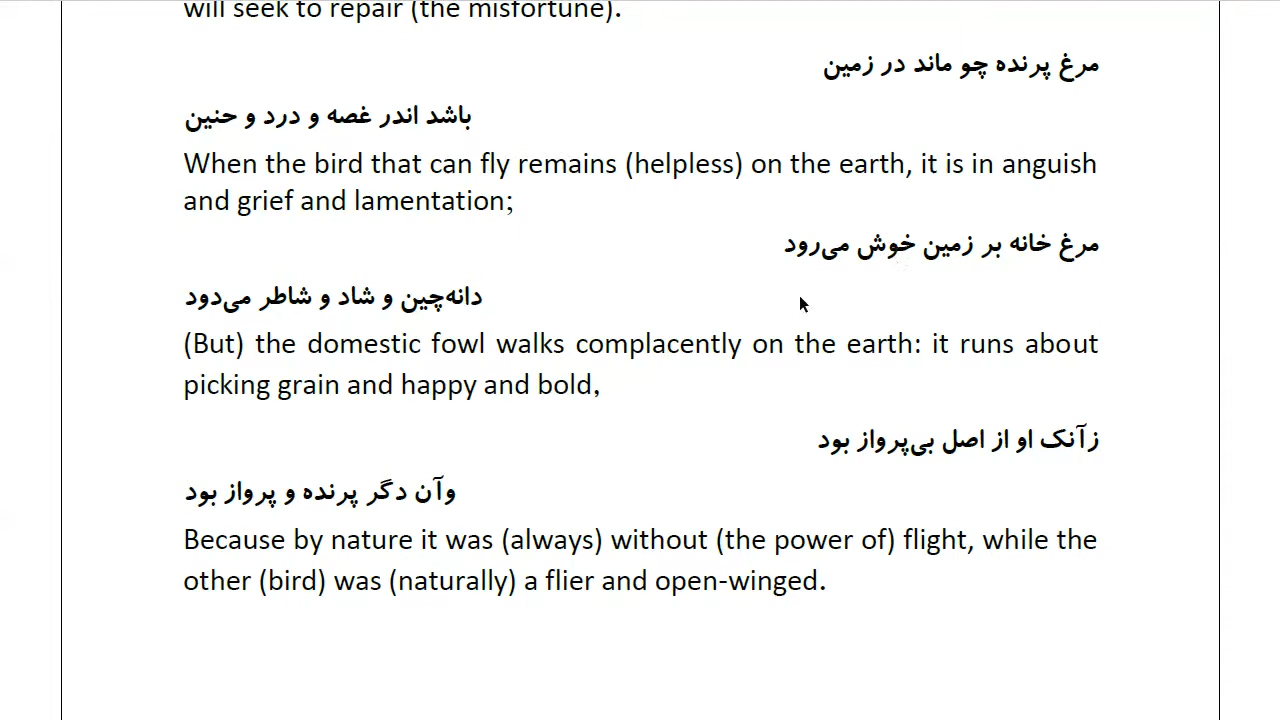 will seek to repair (the misfortune).
مرغ پرنده چو ماند در زمین
باشد اندر غصه و درد و حنین
When the bird that can fly remains (helpless) on the earth, it is in anguish
and grief and lamentation;
مرغ خانه بر زمین خوش می‌رود
دانه‌چین و شاد و شاطر می‌دود
(But) the domestic fowl walks complacently on the earth: it runs about
picking grain and happy and bold,
زآنک او از اصل بی‌پرواز بود
وآن دگر پرنده و پرواز بود
Because by nature it was (always) without (the power of) flight, while the
other (bird) was (naturally) a flier and open-winged.